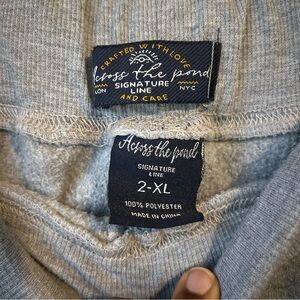 CRAFTED WITH LOVE
Across the pond
LON SIGNATURE NYC
LINE
AND CARE
Across the pond
SIGNATURE
LINE
2-XL
100% POLYESTER
MADE IN CHINA